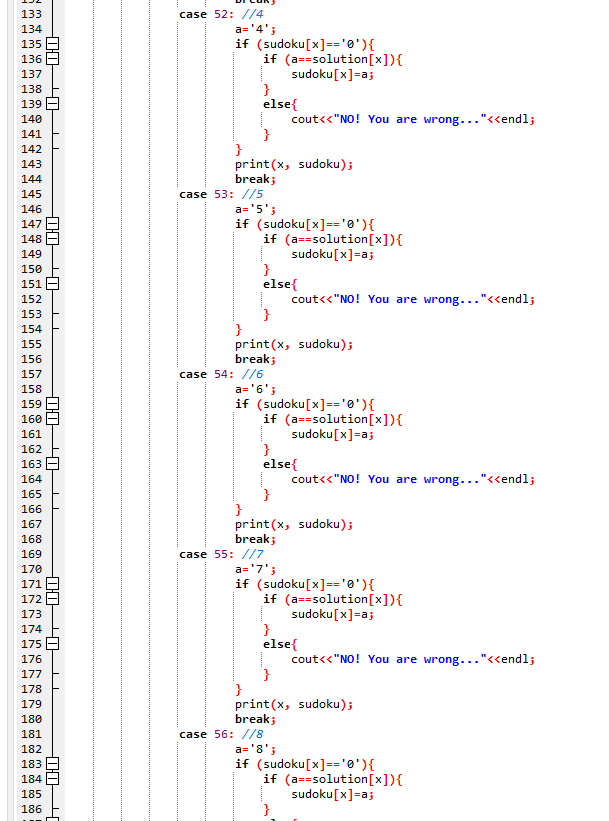 132 break;
133 case 52: //4
134 a='4';
135 if (sudoku[x]=='0'){
136 if (a==solution[x]){
137 sudoku[x]=a;
138 }
139 else{
140 cout<<"NO! You are wrong..."<<endl;
141 }
142 }
143 print(x, sudoku);
144 break;
145 case 53: //5
146 a='5';
147 if (sudoku[x]=='0'){
148 if (a==solution[x]){
149 sudoku[x]=a;
150 }
151 else{
152 cout<<"NO! You are wrong..."<<endl;
153 }
154 }
155 print(x, sudoku);
156 break;
157 case 54: //6
158 a='6';
159 if (sudoku[x]=='0'){
160 if (a==solution[x]){
161 sudoku[x]=a;
162 }
163 else{
164 cout<<"NO! You are wrong..."<<endl;
165 }
166 }
167 print(x, sudoku);
168 break;
169 case 55: //7
170 a='7';
171 if (sudoku[x]=='0'){
172 if (a==solution[x]){
173 sudoku[x]=a;
174 }
175 else{
176 cout<<"NO! You are wrong..."<<endl;
177 }
178 }
179 print(x, sudoku);
180 break;
181 case 56: //8
182 a='8';
183 if (sudoku[x]=='0'){
184 if (a==solution[x]){
185 sudoku[x]=a;
186 }